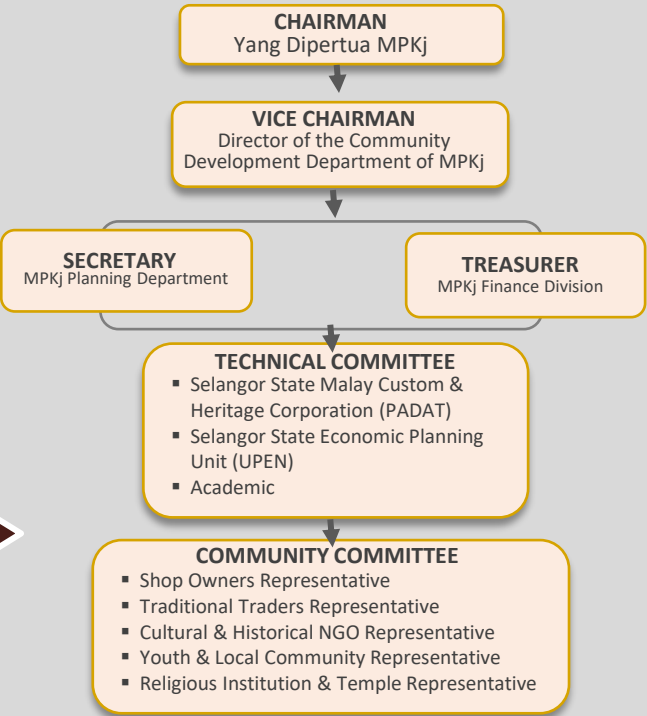 CHAIRMAN
Yang Dipertua MPKj
VICE CHAIRMAN
Director of the Community
Development Department of MPKj
SECRETARY
MPKj Planning Department
TREASURER
MPKj Finance Division
TECHNICAL COMMITTEE
▪ Selangor State Malay Custom &
Heritage Corporation (PADAT)
▪ Selangor State Economic Planning
Unit (UPEN)
▪ Academic
COMMUNITY COMMITTEE
▪ Shop Owners Representative
▪ Traditional Traders Representative
▪ Cultural & Historical NGO Representative
▪ Youth & Local Community Representative
▪ Religious Institution & Temple Representative